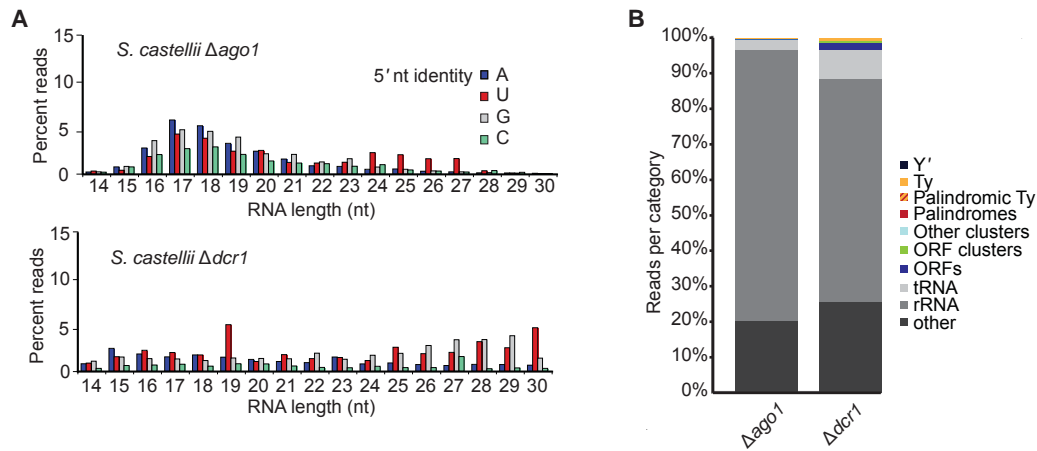 A
S. castellii Δago1
15
10
5
0
Percent reads
5′ nt identity
A
U
G
C
14 15 16 17 18 19 20 21 22 23 24 25 26 27 28 29 30
RNA length (nt)
S. castellii Δdcr1
15
10
5
0
Percent reads
14 15 16 17 18 19 20 21 22 23 24 25 26 27 28 29 30
RNA length (nt)
B
100%
90%
80%
70%
60%
50%
40%
30%
20%
10%
0%
Reads per category
Δago1
Δdcr1
Y′
Ty
Palindromic Ty
Palindromes
Other clusters
ORF clusters
ORFs
tRNA
rRNA
other